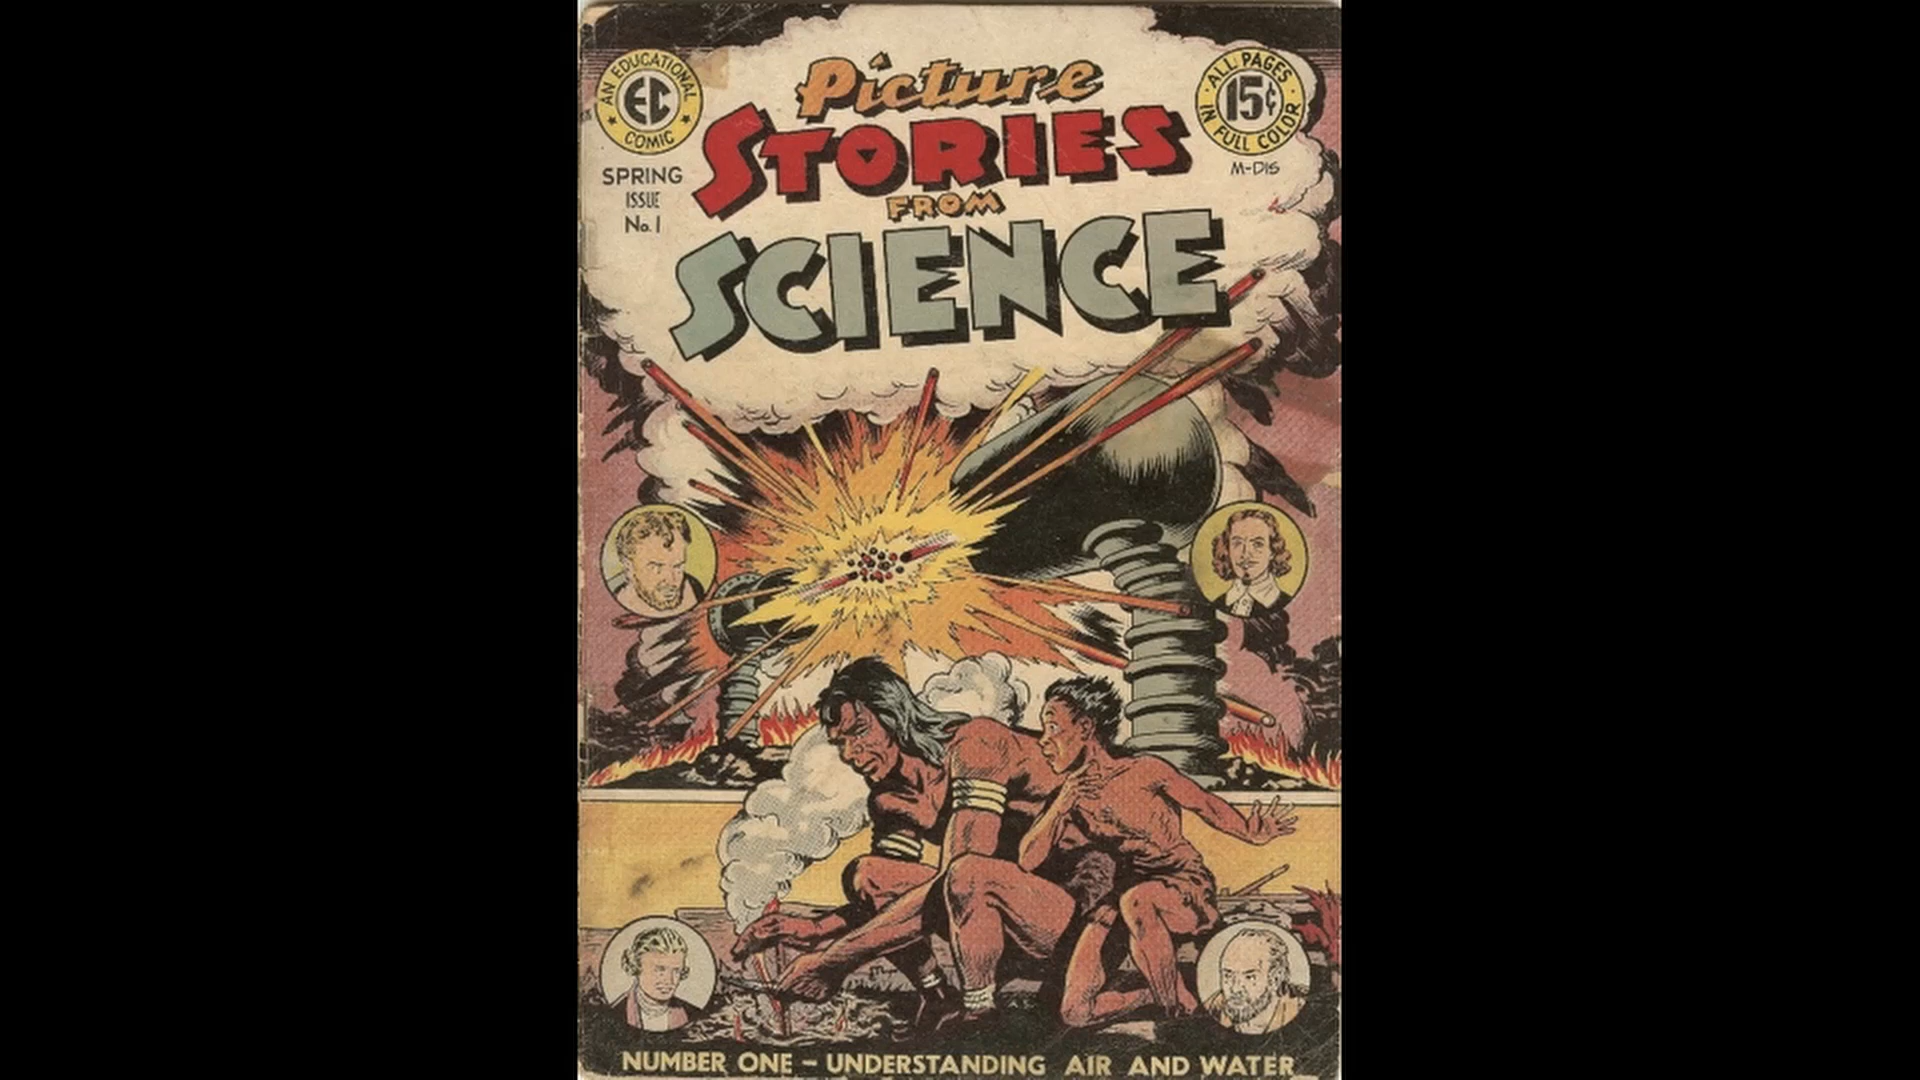 AN EDUCATIONAL
EC
COMIC
SPRING
ISSUE
No. 1
Picture
STORIES
FROM
SCIENCE
ALL PAGES
15¢
IN FULL COLOR
M-DIS
NUMBER ONE – UNDERSTANDING AIR AND WATER